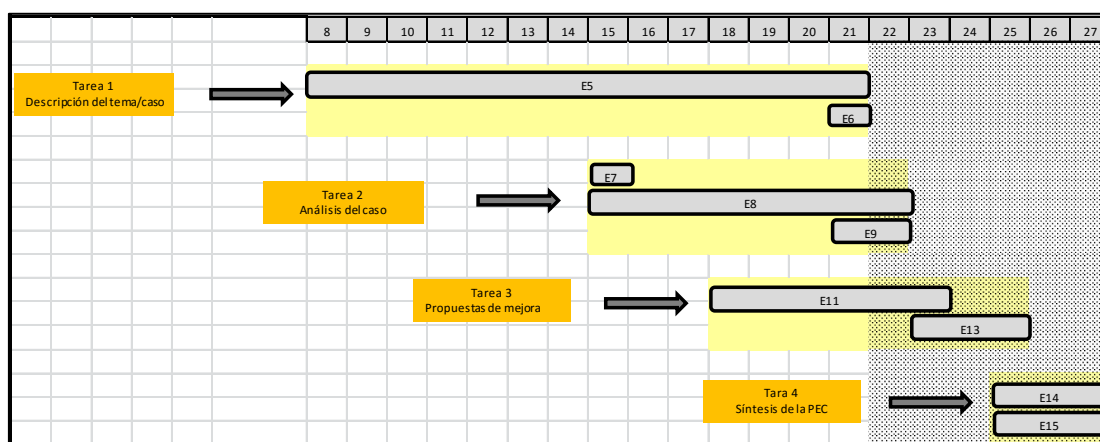 8 9 10 11 12 13 14 15 16 17 18 19 20 21 22 23 24 25 26 27
Tarea 1
Descripción del tema/caso
E5
E6
E7
Tarea 2
Análisis del caso
E8
E9
Tarea 3
Propuestas de mejora
E11
E13
Tara 4
Síntesis de la PEC
E14
E15